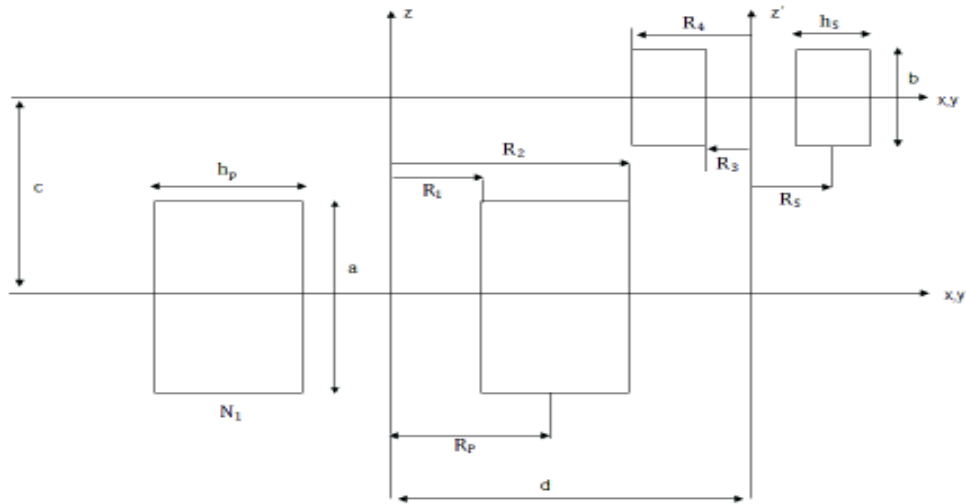 z
z'
R₄
h₅
b
x,y
R₃
R₂
R₁
R₅
hₚ
c
a
x,y
N₁
Rₚ
d